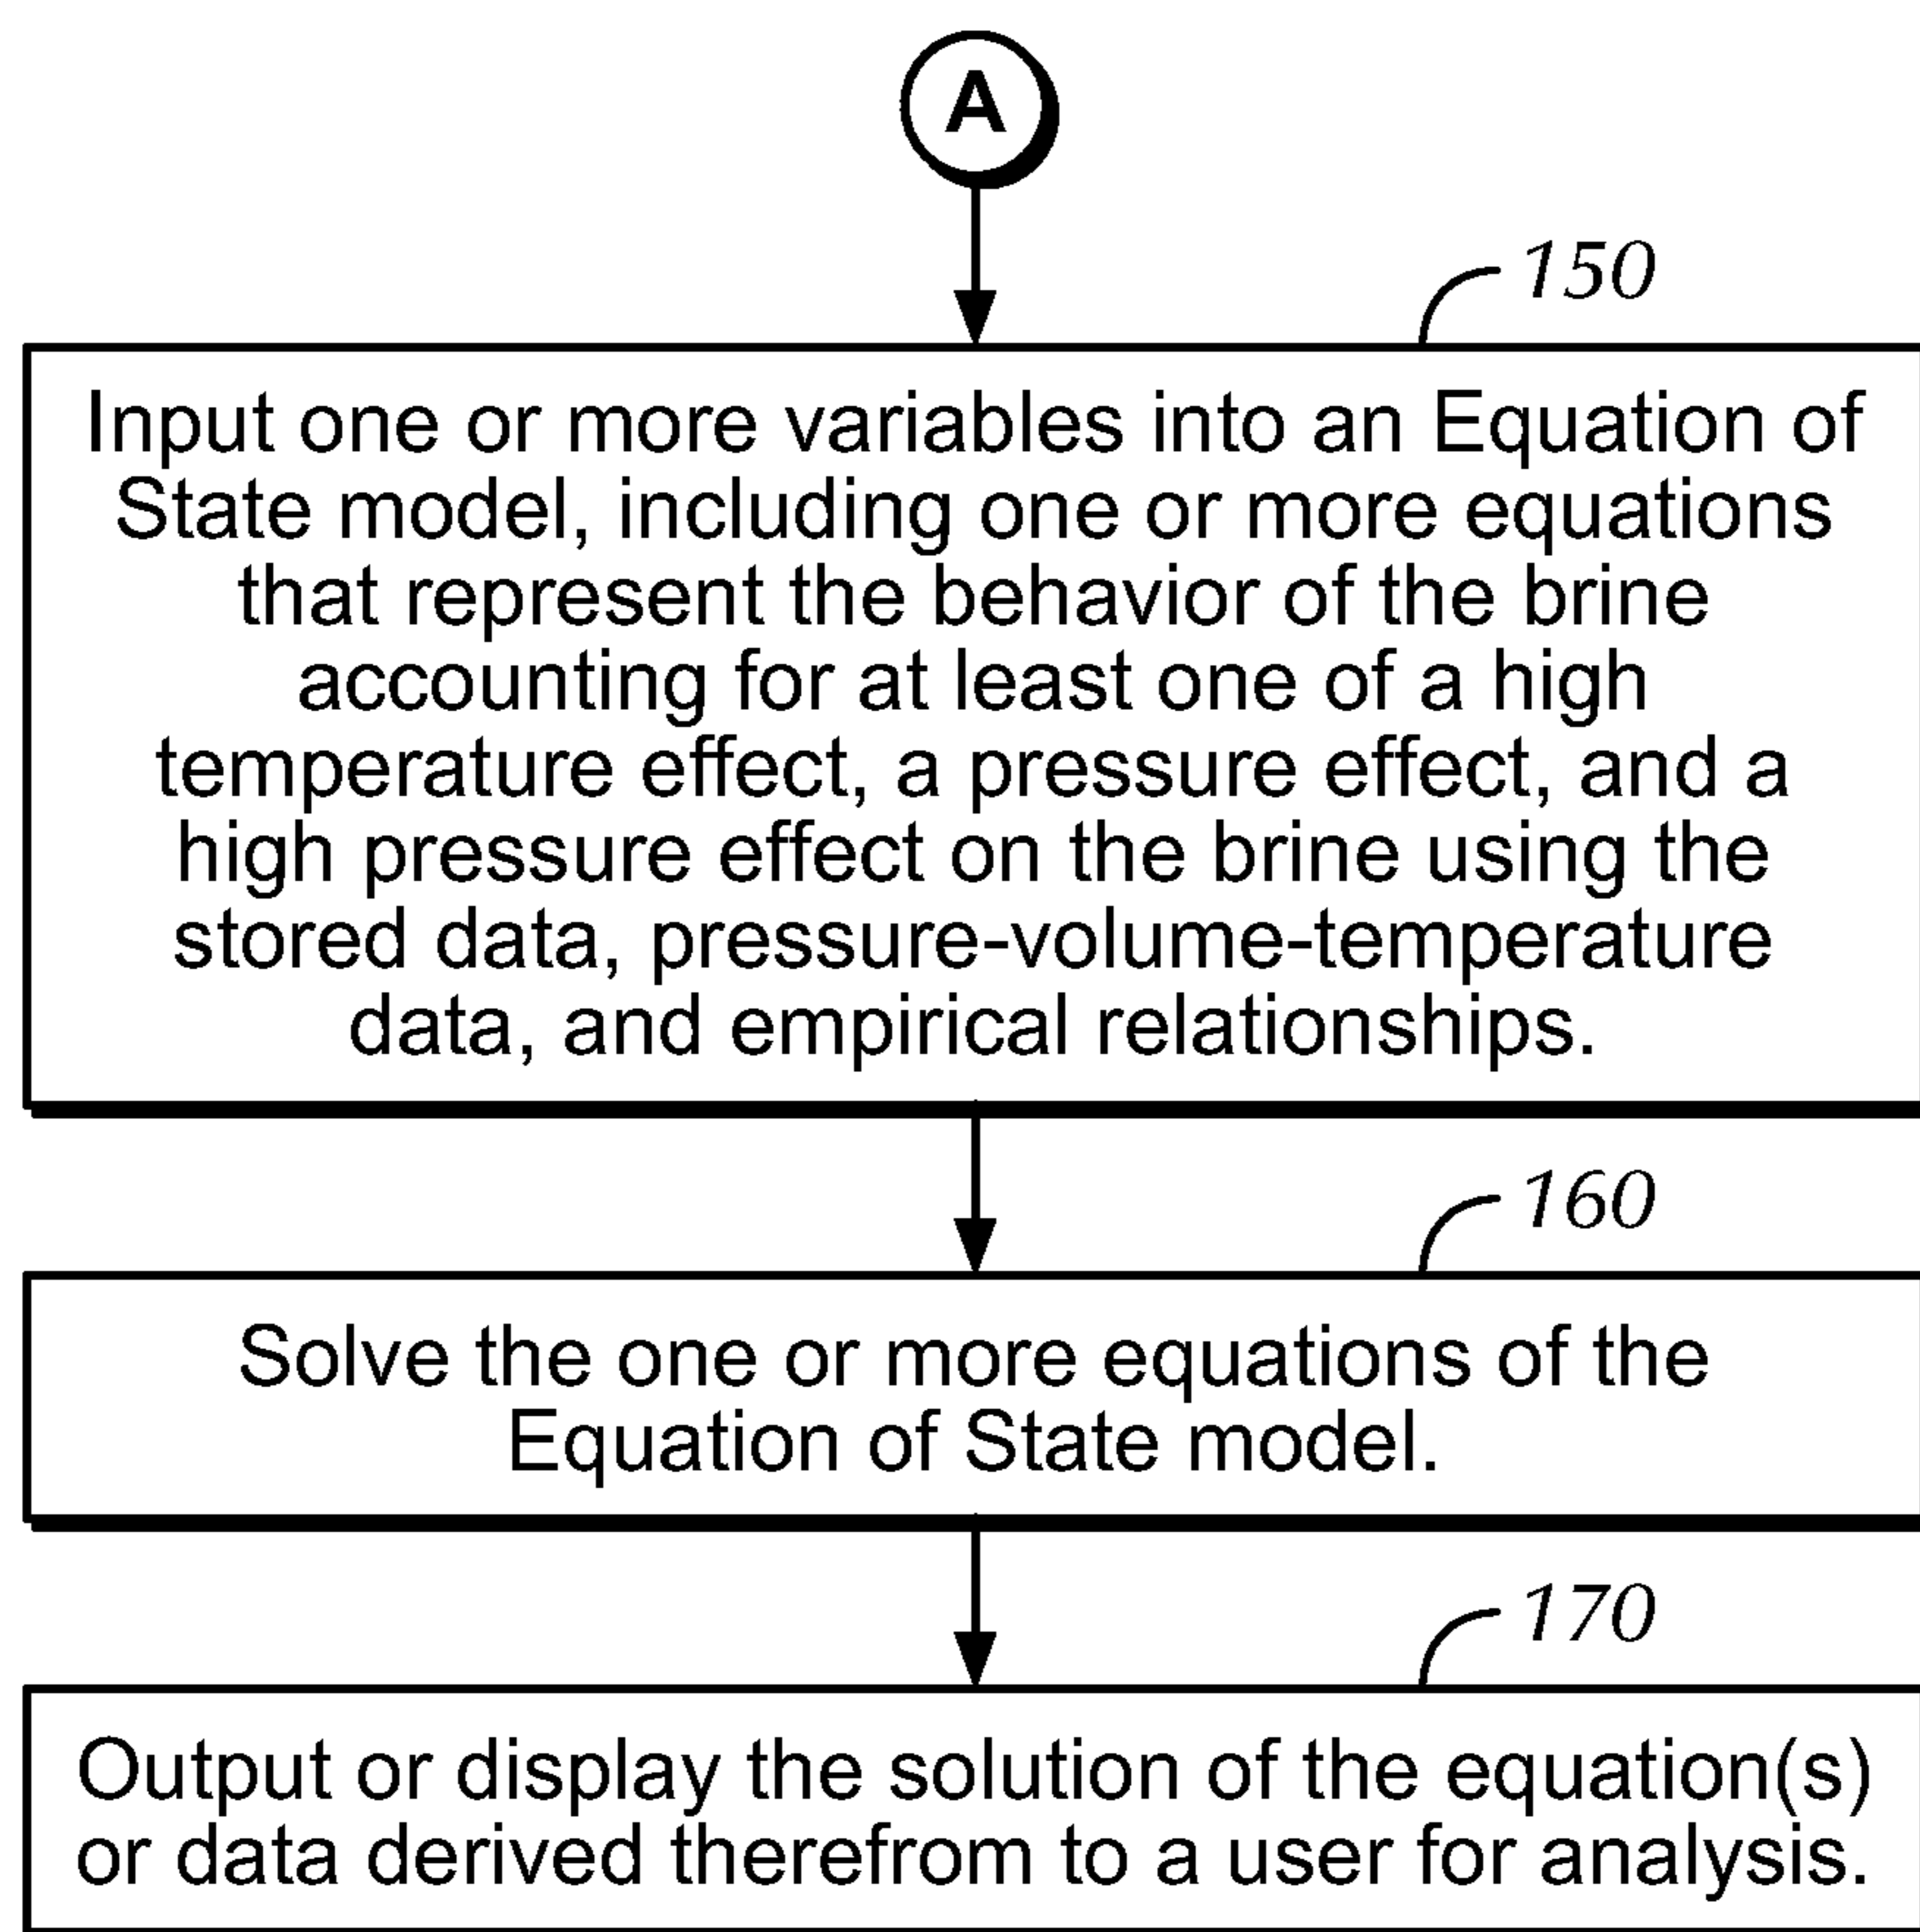 A
150
Input one or more variables into an Equation of
State model, including one or more equations
that represent the behavior of the brine
accounting for at least one of a high
temperature effect, a pressure effect, and a
high pressure effect on the brine using the
stored data, pressure-volume-temperature
data, and empirical relationships.
160
Solve the one or more equations of the
Equation of State model.
170
Output or display the solution of the equation(s)
or data derived therefrom to a user for analysis.